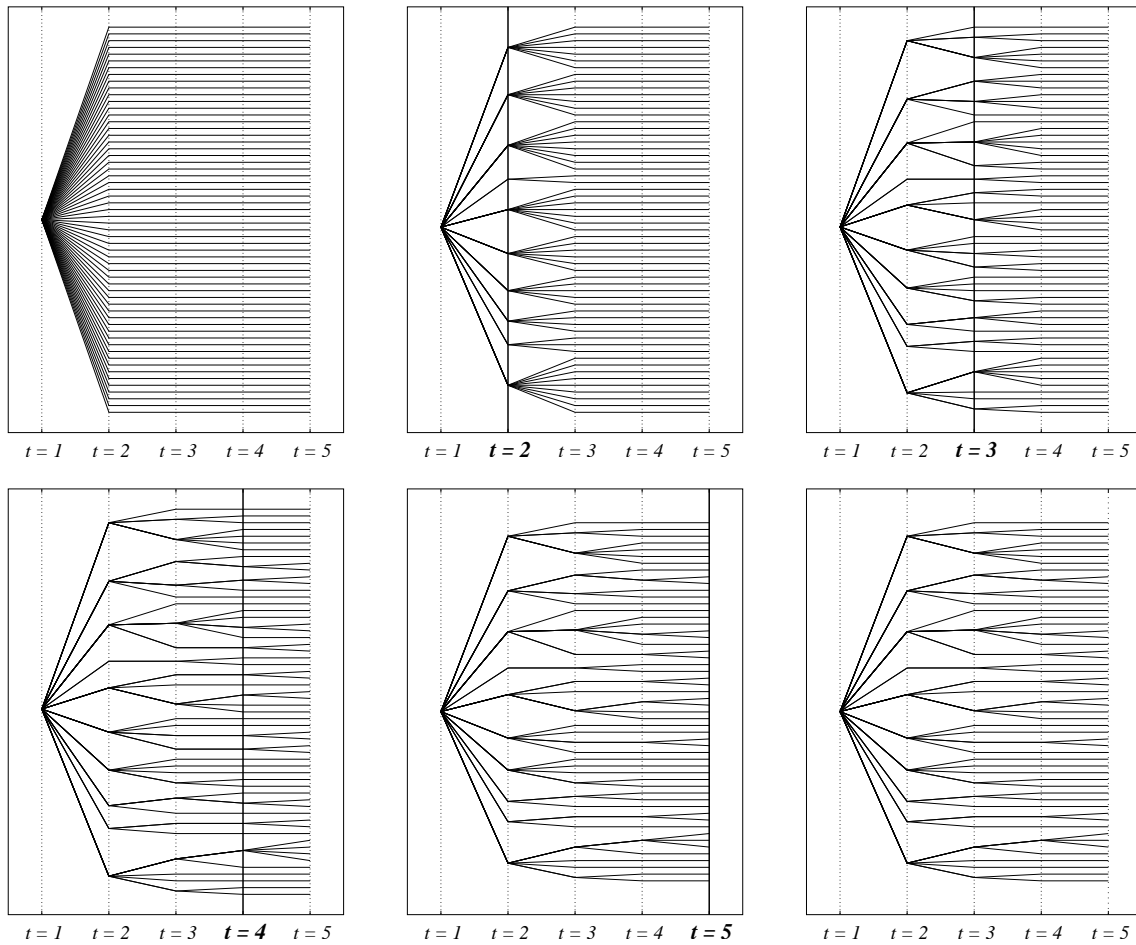 t = 1 t = 2 t = 3 t = 4 t = 5 t = 1 t = 2 t = 3 t = 4 t = 5 t = 1 t = 2 t = 3 t = 4 t = 5
t = 1 t = 2 t = 3 t = 4 t = 5 t = 1 t = 2 t = 3 t = 4 t = 5 t = 1 t = 2 t = 3 t = 4 t = 5